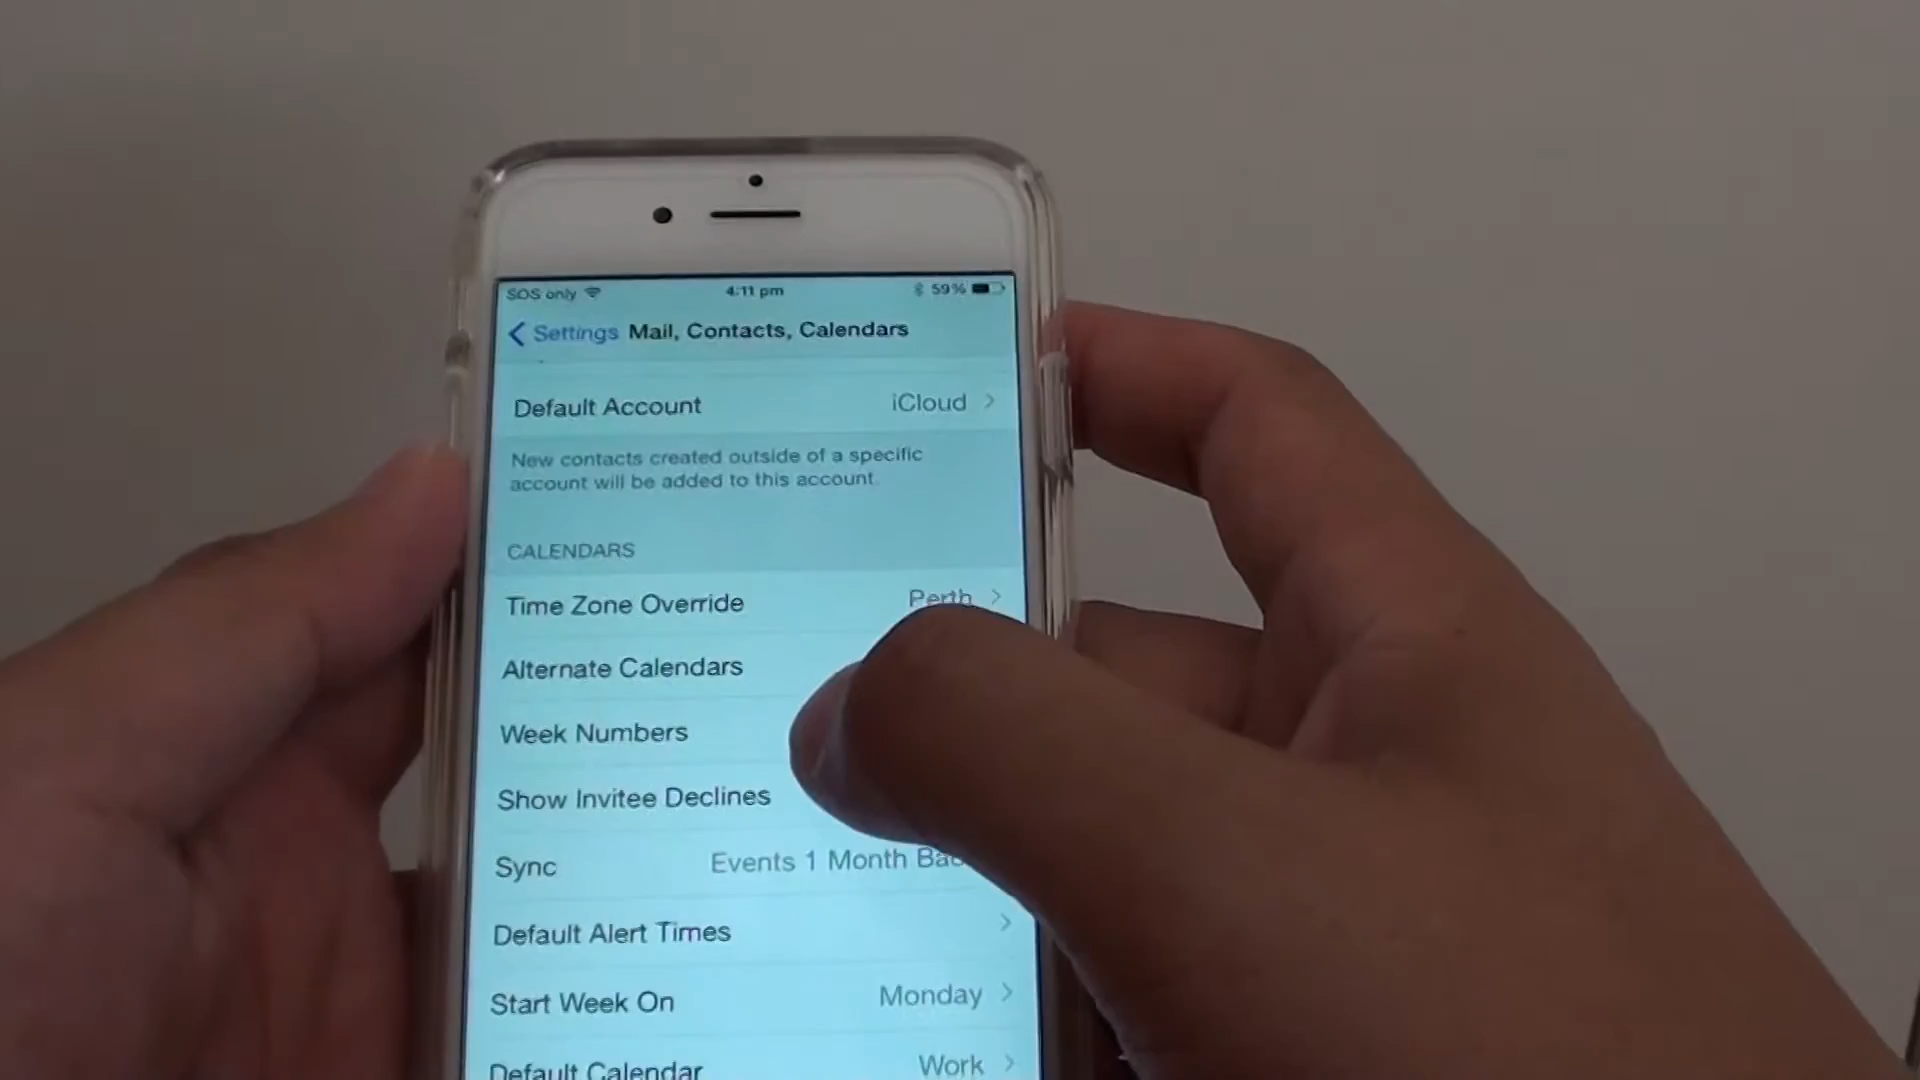 SOS only 4:11 pm 59%
Settings Mail, Contacts, Calendars
Default Account iCloud
New contacts created outside of a specific
account will be added to this account.
CALENDARS
Time Zone Override Perth
Alternate Calendars
Week Numbers
Show Invitee Declines
Sync Events 1 Month
Default Alert Times
Start Week On Monday
Default Calendar Work